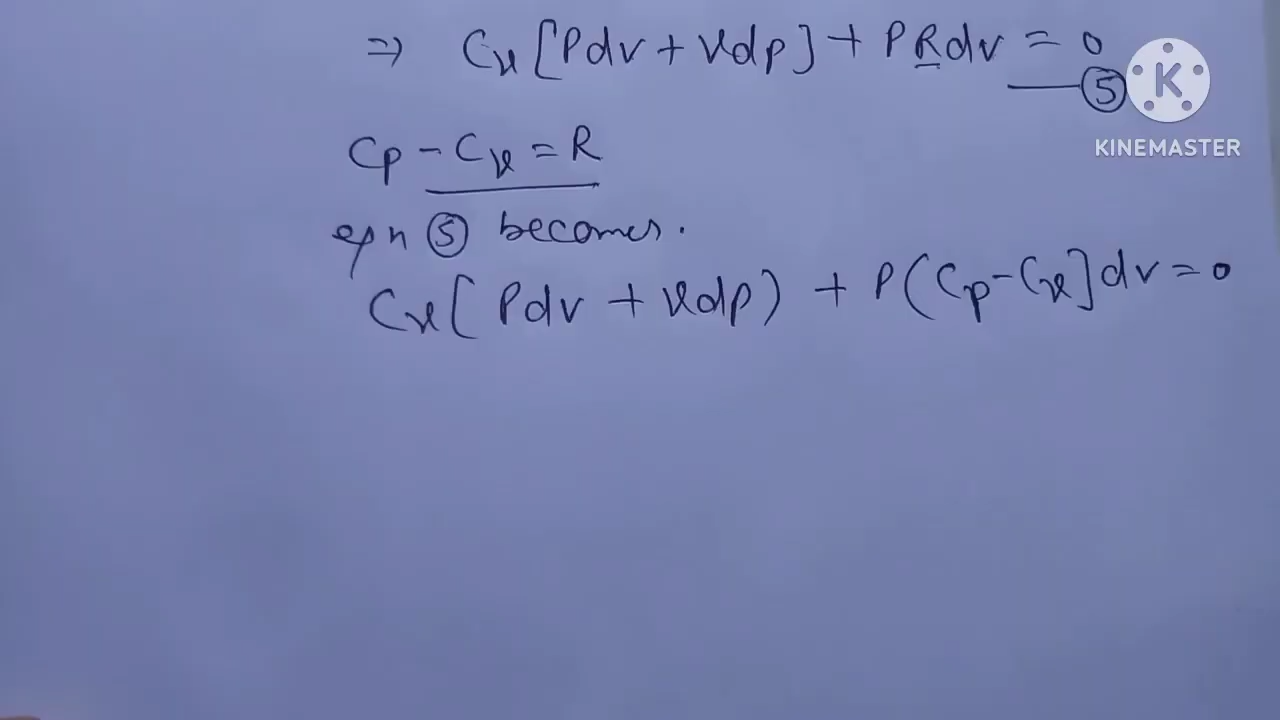 ⇒ Cv [Pdv + Vdp] + PRdv = 0
⑤
K
KINEMASTER
Cp - Cv = R
eqn ⑤ becomes.
Cv [ Pdv + Vdp) + P(Cp - Cv] dv = 0